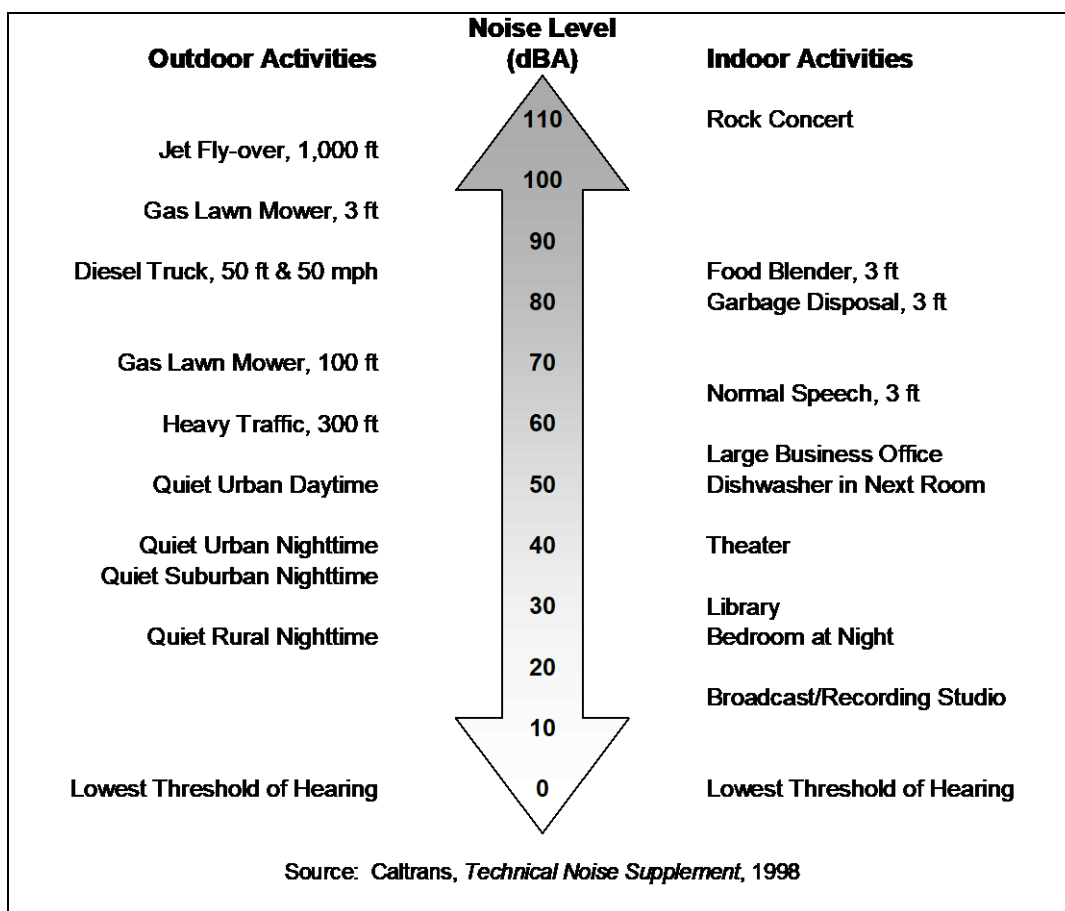 Noise Level
(dBA)
Outdoor Activities
Indoor Activities
110
Rock Concert
Jet Fly-over, 1,000 ft
100
Gas Lawn Mower, 3 ft
90
Diesel Truck, 50 ft & 50 mph
Food Blender, 3 ft
80
Garbage Disposal, 3 ft
Gas Lawn Mower, 100 ft
70
Normal Speech, 3 ft
Heavy Traffic, 300 ft
60
Large Business Office
Quiet Urban Daytime
50
Dishwasher in Next Room
Quiet Urban Nighttime
40
Theater
Quiet Suburban Nighttime
30
Library
Quiet Rural Nighttime
Bedroom at Night
20
Broadcast/Recording Studio
10
Lowest Threshold of Hearing
0
Lowest Threshold of Hearing
Source: Caltrans, Technical Noise Supplement, 1998